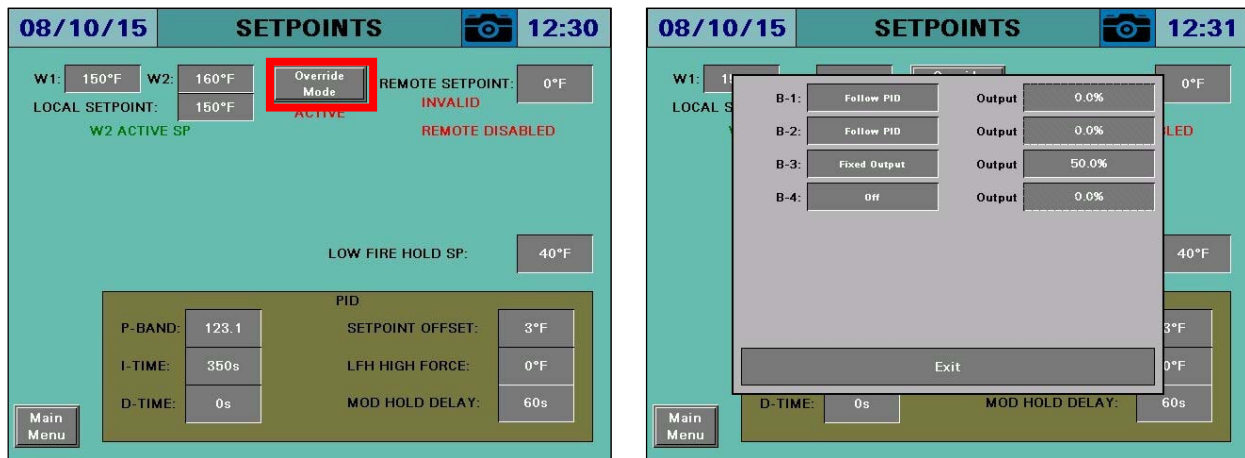 08/10/15 SETPOINTS 12:30
W1: 150°F W2: 160°F Override Mode REMOTE SETPOINT: 0°F
LOCAL SETPOINT: 150°F ACTIVE INVALID
W2 ACTIVE SP REMOTE DISABLED
LOW FIRE HOLD SP: 40°F
PID
P-BAND: 123.1 SETPOINT OFFSET: 3°F
I-TIME: 350s LFH HIGH FORCE: 0°F
D-TIME: 0s MOD HOLD DELAY: 60s
Main
Menu
08/10/15 SETPOINTS 12:31
W1: 0°F
LOCAL S
LED
B-1: Follow PID Output 0.0%
B-2: Follow PID Output 0.0%
B-3: Fixed Output Output 50.0%
B-4: Off Output 0.0%
40°F
3°F
Exit 0°F
D-TIME: 0s MOD HOLD DELAY: 60s
Main
Menu